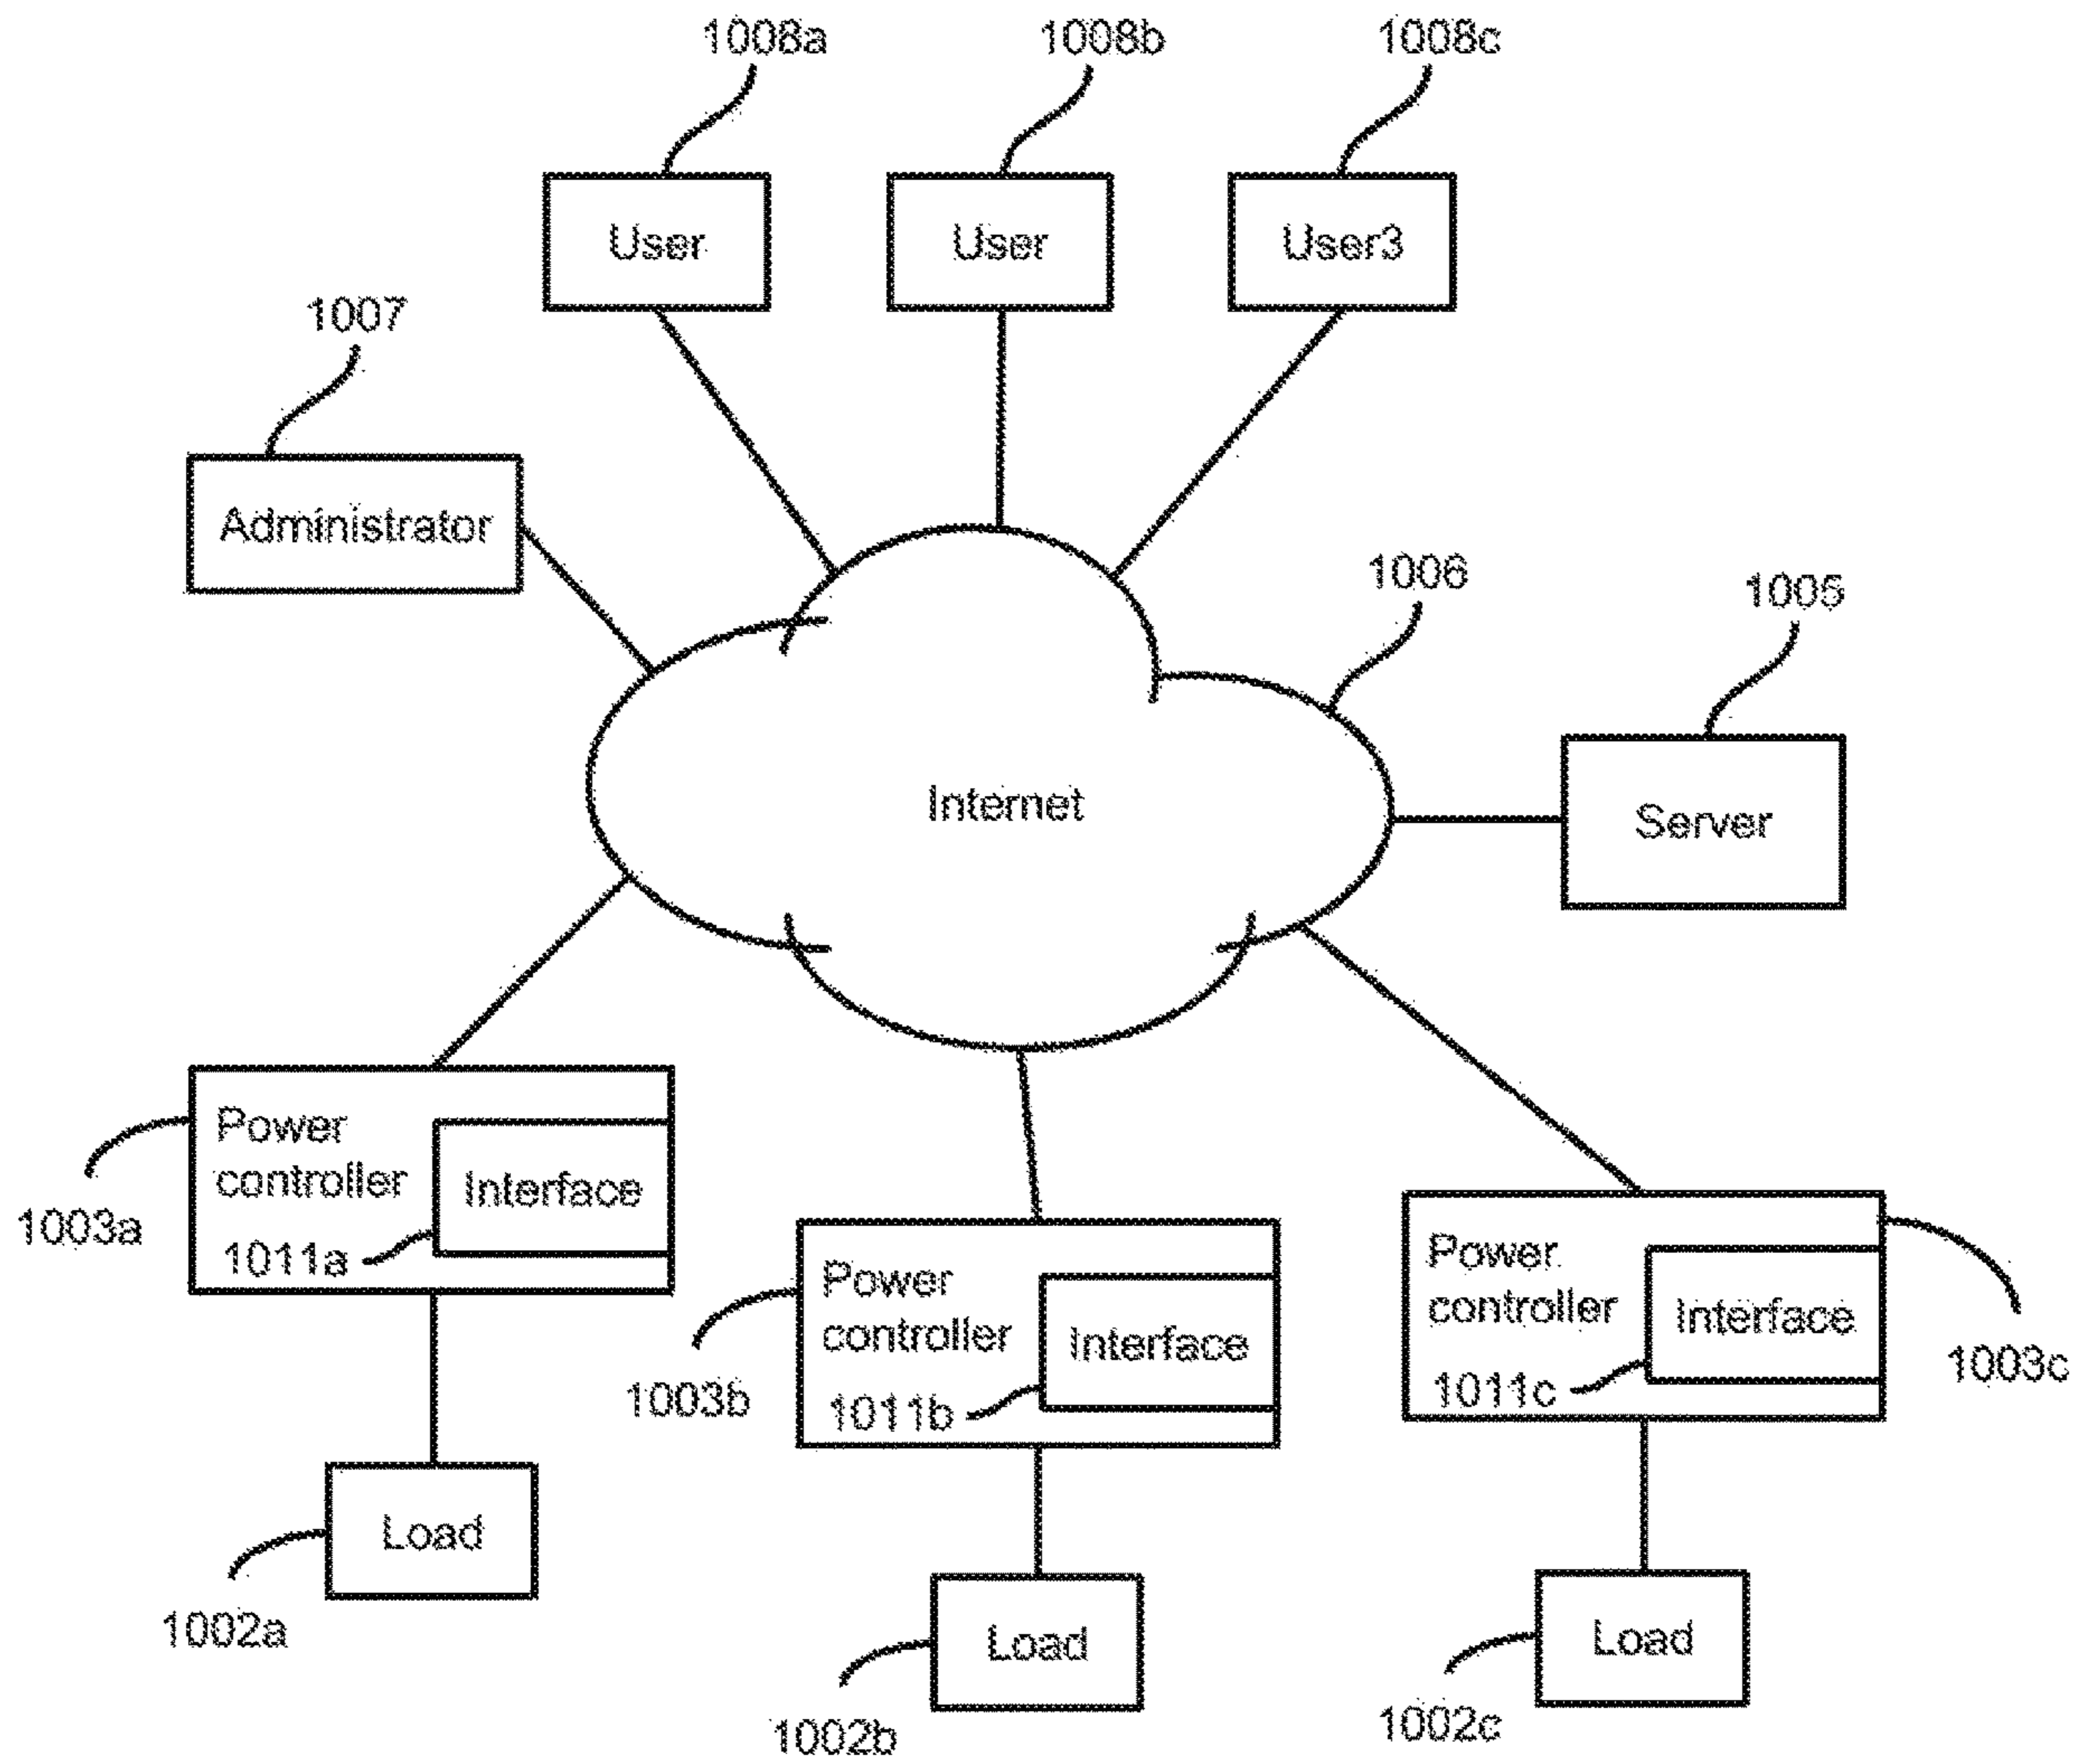 1008a
1008b
1008c
User
User
User3
1007
Administrator
1006
1005
Internet
Server
Power
controller
Interface
1003a
1011a
Power
controller
Interface
1003b
1011b
Power
controller
Interface
1003c
1011c
Load
1002a
Load
1002b
Load
1002c